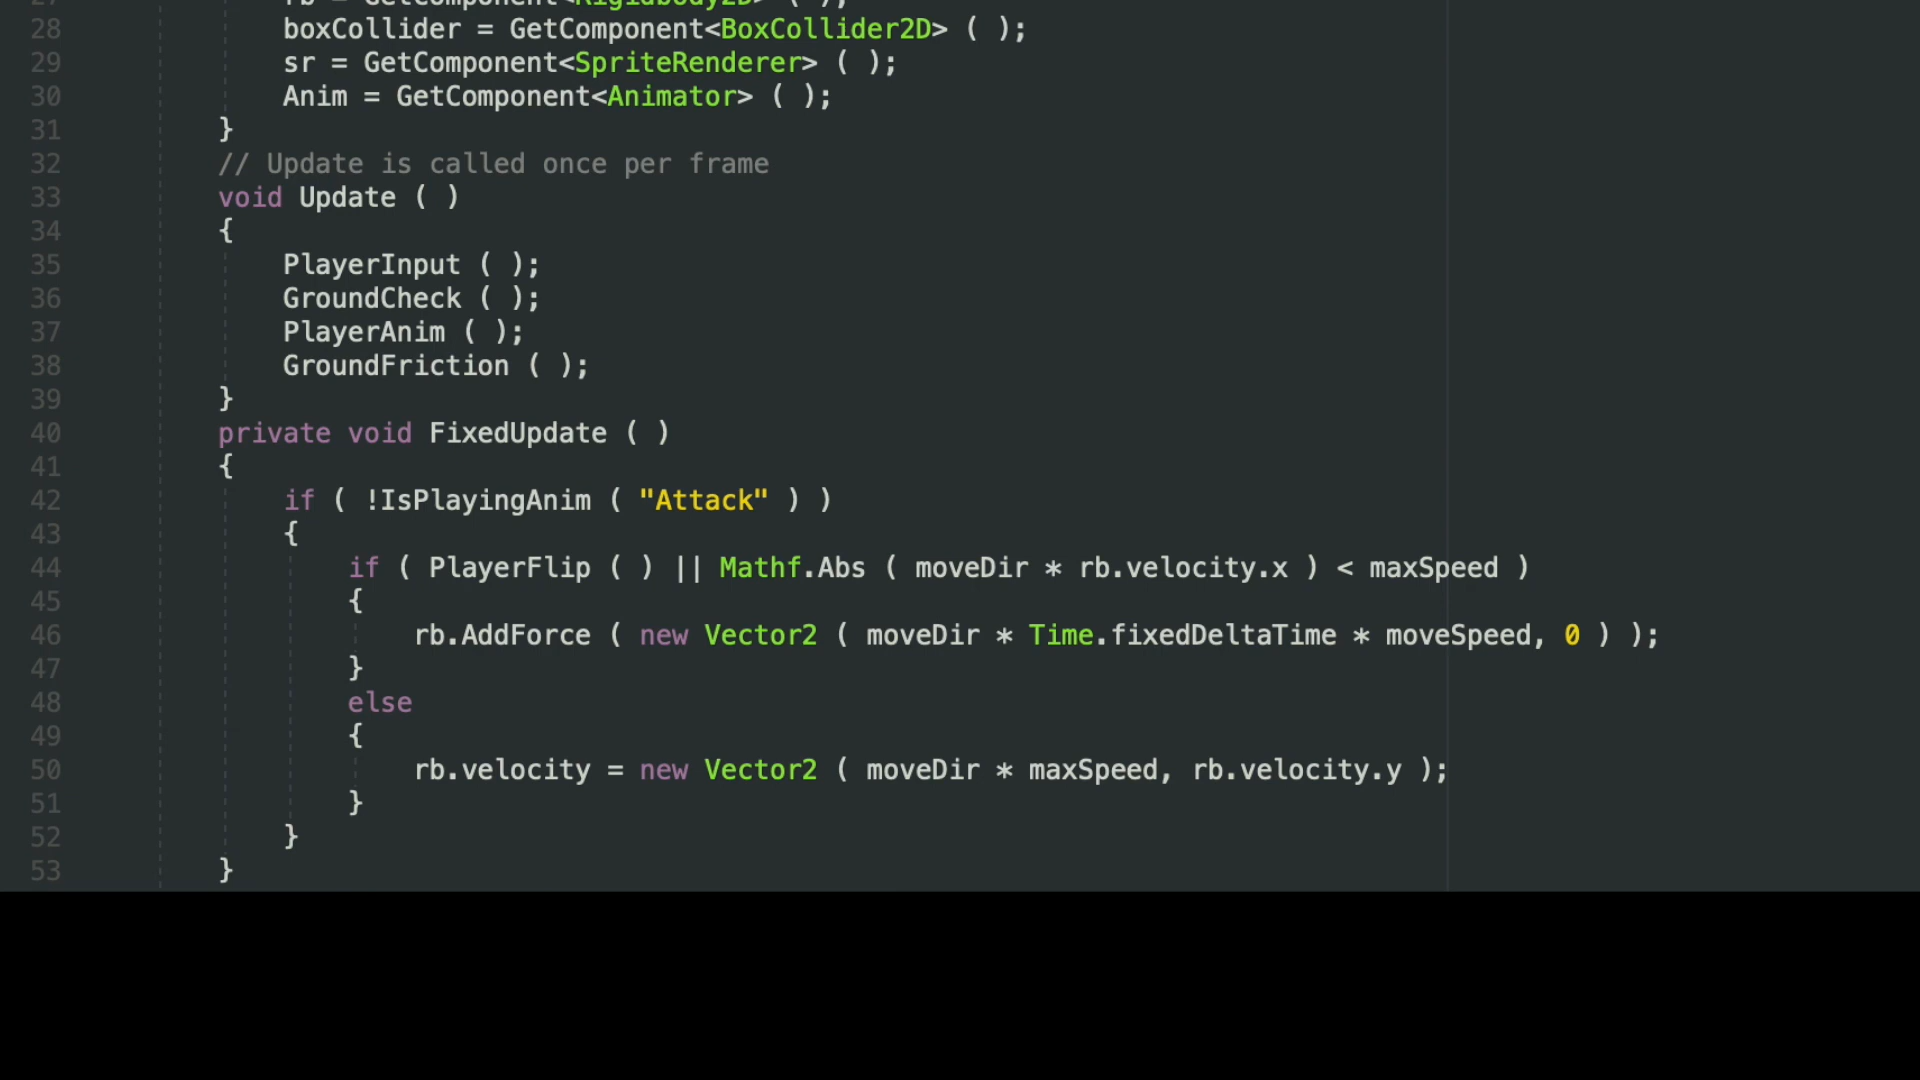 27 rb = GetComponent<Rigidbody2D> ( );
28 boxCollider = GetComponent<BoxCollider2D> ( );
29 sr = GetComponent<SpriteRenderer> ( );
30 Anim = GetComponent<Animator> ( );
31 }
32 // Update is called once per frame
33 void Update ( )
34 {
35 PlayerInput ( );
36 GroundCheck ( );
37 PlayerAnim ( );
38 GroundFriction ( );
39 }
40 private void FixedUpdate ( )
41 {
42 if ( !IsPlayingAnim ( "Attack" ) )
43 {
44 if ( PlayerFlip ( ) || Mathf.Abs ( moveDir * rb.velocity.x ) < maxSpeed )
45 {
46 rb.AddForce ( new Vector2 ( moveDir * Time.fixedDeltaTime * moveSpeed, 0 ) );
47 }
48 else
49 {
50 rb.velocity = new Vector2 ( moveDir * maxSpeed, rb.velocity.y );
51 }
52 }
53 }